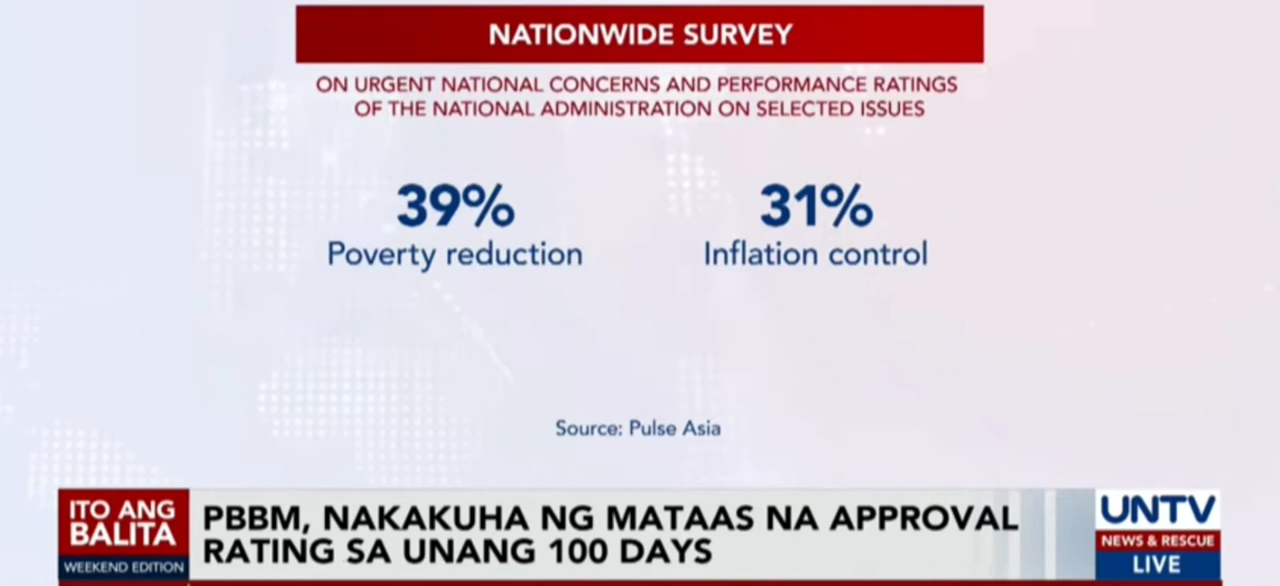 NATIONWIDE SURVEY
ON URGENT NATIONAL CONCERNS AND PERFORMANCE RATINGS
OF THE NATIONAL ADMINISTRATION ON SELECTED ISSUES
39%
Poverty reduction
31%
Inflation control
Source: Pulse Asia
ITO ANG
BALITA
WEEKEND EDITION
PBBM, NAKAKUHA NG MATAAS NA APPROVAL
RATING SA UNANG 100 DAYS
UNTV
NEWS & RESCUE
LIVE